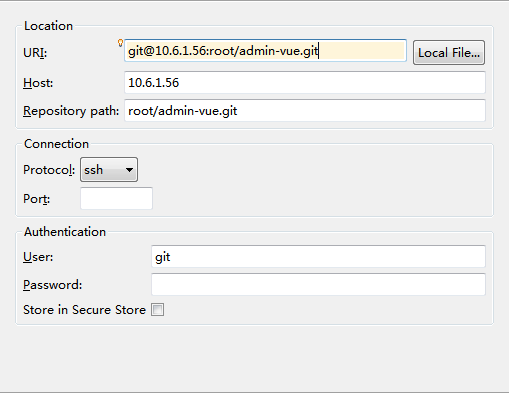 Location
URI: git@10.6.1.56:root/admin-vue.git Local File...
Host: 10.6.1.56
Repository path: root/admin-vue.git
Connection
Protocol: ssh
Port:
Authentication
User: git
Password:
Store in Secure Store